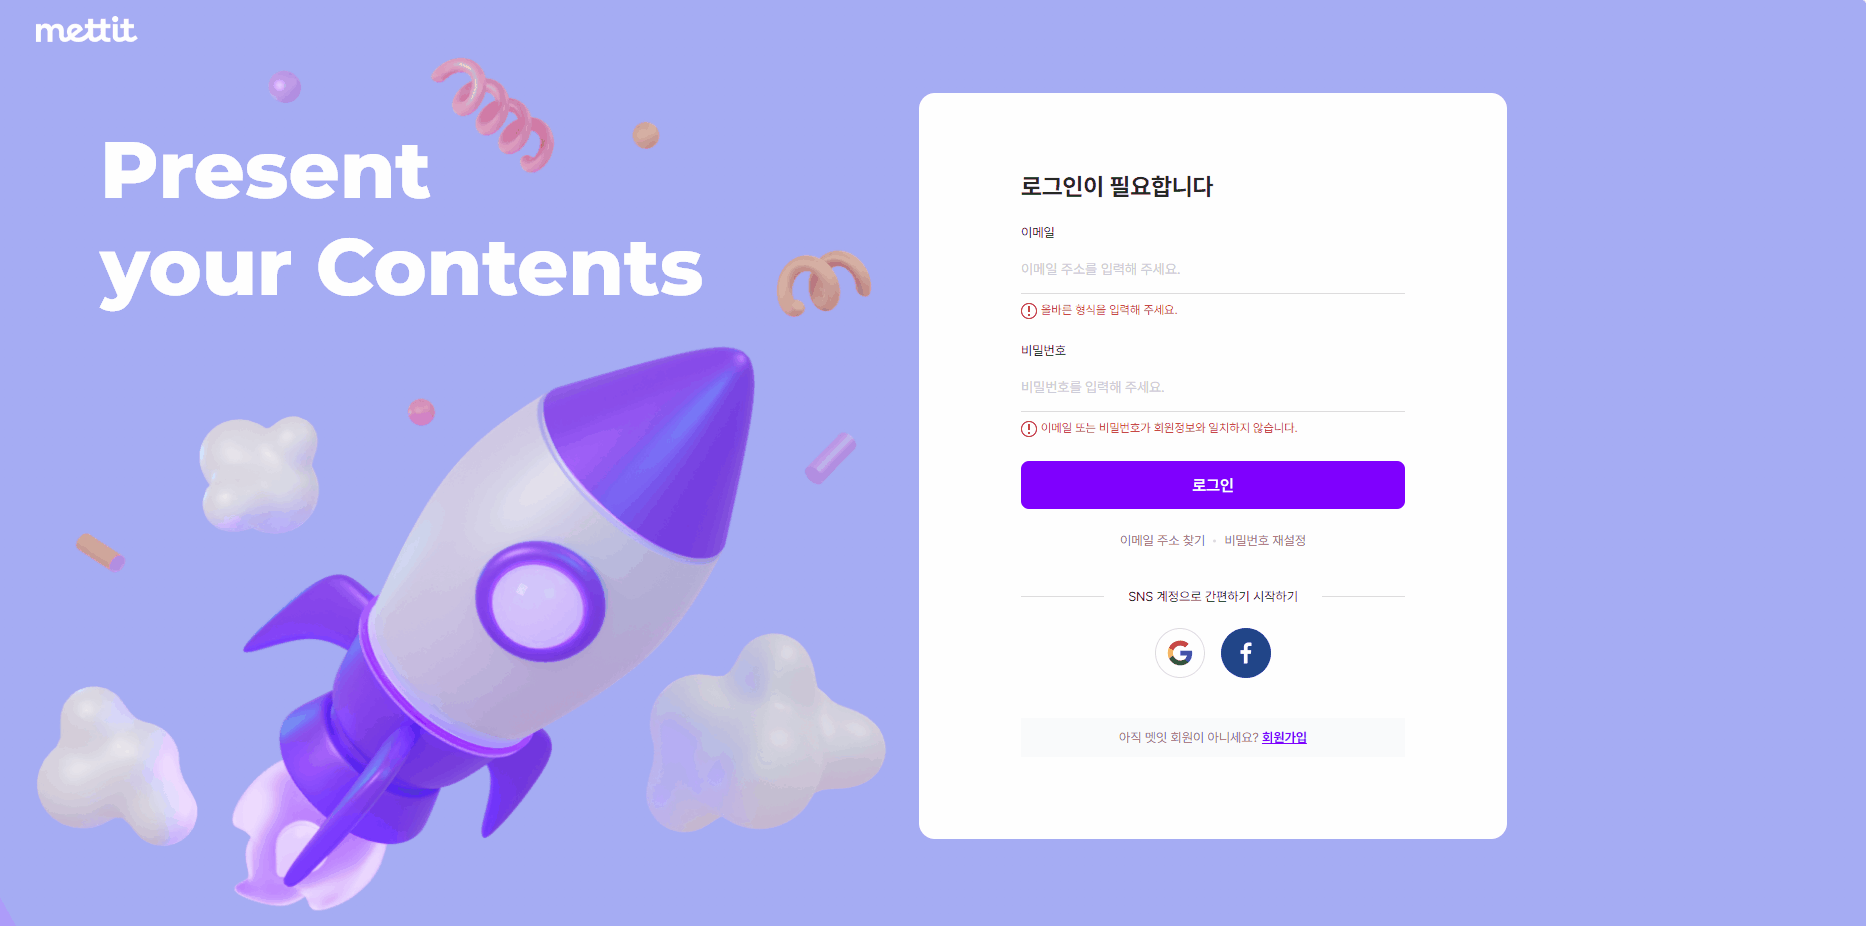 mettit
Present
your Contents
로그인이 필요합니다
이메일
이메일 주소를 입력해 주세요.
올바른 형식을 입력해 주세요.
비밀번호
비밀번호를 입력해 주세요.
이메일 또는 비밀번호가 회원정보와 일치하지 않습니다.
로그인
이메일 주소 찾기 • 비밀번호 재설정
SNS 계정으로 간편하기 시작하기
아직 멧잇 회원이 아니세요? 회원가입